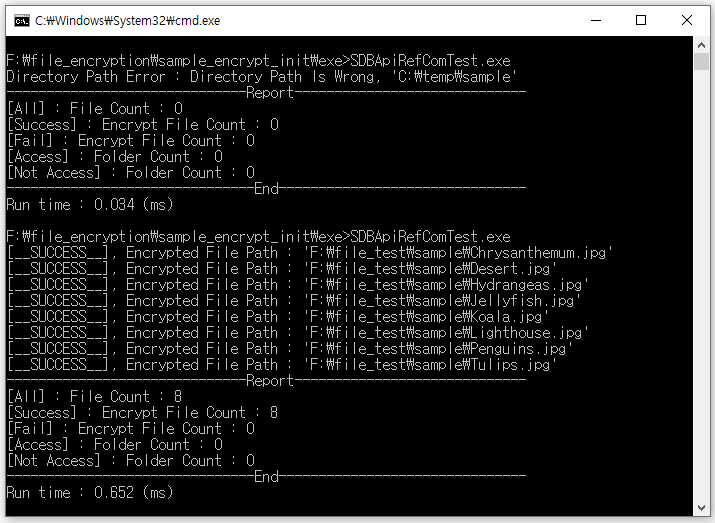 C:₩Windows₩System32₩cmd.exe
F:₩file_encryption₩sample_encrypt_init₩exe>SDBApiRefComTest.exe
Directory Path Error : Directory Path Is Wrong, 'C:₩temp₩sample'
------------------------------Report-----------------------------
[All] : File Count : 0
[Success] : Encrypt File Count : 0
[Fail] : Encrypt File Count : 0
[Access] : Folder Count : 0
[Not Access] : Folder Count : 0
-------------------------------End-------------------------------
Run time : 0.034 (ms)
F:₩file_encryption₩sample_encrypt_init₩exe>SDBApiRefComTest.exe
[__SUCCESS__], Encrypted File Path : 'F:₩file_test₩sample₩Chrysanthemum.jpg'
[__SUCCESS__], Encrypted File Path : 'F:₩file_test₩sample₩Desert.jpg'
[__SUCCESS__], Encrypted File Path : 'F:₩file_test₩sample₩Hydrangeas.jpg'
[__SUCCESS__], Encrypted File Path : 'F:₩file_test₩sample₩Jellyfish.jpg'
[__SUCCESS__], Encrypted File Path : 'F:₩file_test₩sample₩Koala.jpg'
[__SUCCESS__], Encrypted File Path : 'F:₩file_test₩sample₩Lighthouse.jpg'
[__SUCCESS__], Encrypted File Path : 'F:₩file_test₩sample₩Penguins.jpg'
[__SUCCESS__], Encrypted File Path : 'F:₩file_test₩sample₩Tulips.jpg'
------------------------------Report-----------------------------
[All] : File Count : 8
[Success] : Encrypt File Count : 8
[Fail] : Encrypt File Count : 0
[Access] : Folder Count : 0
[Not Access] : Folder Count : 0
-------------------------------End-------------------------------
Run time : 0.652 (ms)